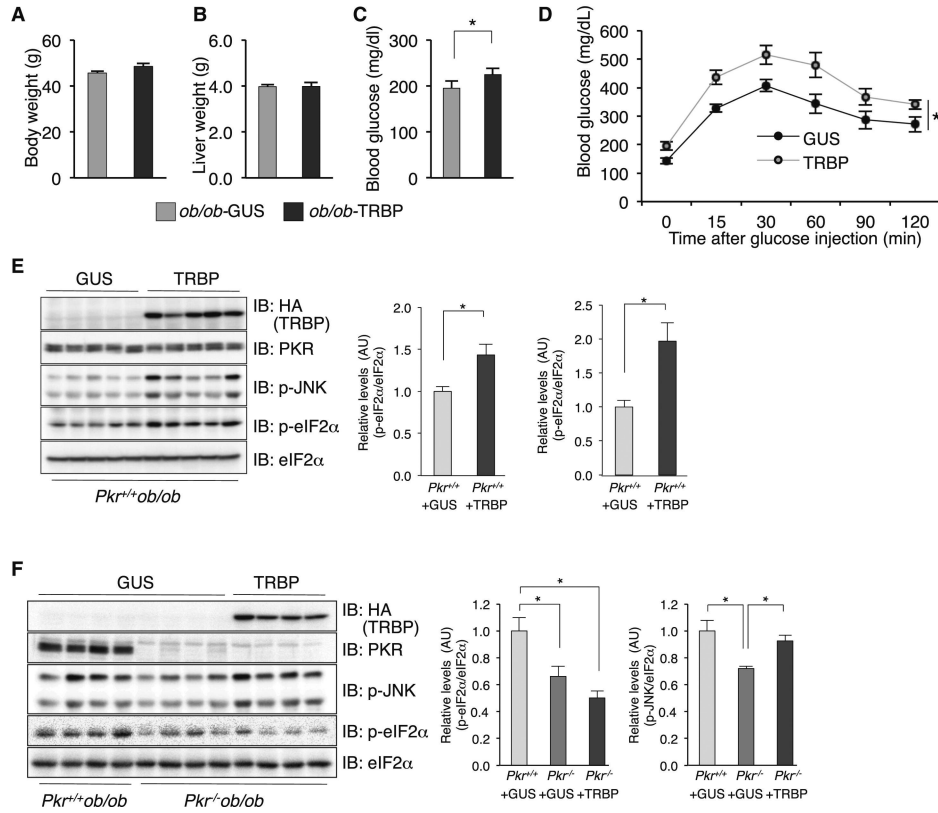 A
Body weight (g)
60
40
20
0
B
Liver weight (g)
6.0
4.0
2.0
0.0
C
Blood glucose (mg/dl)
300
200
100
0
*
D
Blood glucose (mg/dL)
600
500
400
300
200
100
0
GUS
TRBP
*
0 15 30 60 90 120
Time after glucose injection (min)
ob/ob-GUS ob/ob-TRBP
E
GUS TRBP
IB: HA
(TRBP)
IB: PKR
IB: p-JNK
IB: p-eIF2α
IB: eIF2α
Pkr+/+ob/ob
Relative levels (AU)
(p-eIF2α/eIF2α)
2.0
1.5
1.0
0.5
0.0
*
Pkr+/+ Pkr+/+
+GUS +TRBP
Relative levels (AU)
(p-eIF2α/eIF2α)
2.5
2.0
1.5
1.0
0.5
0.0
*
Pkr+/+ Pkr+/+
+GUS +TRBP
F
GUS TRBP
IB: HA
(TRBP)
IB: PKR
IB: p-JNK
IB: p-eIF2α
IB: eIF2α
Pkr+/+ob/ob Pkr-/-ob/ob
Relative levels (AU)
(p-eIF2α/eIF2α)
1.2
1.0
0.8
0.6
0.4
0.2
0.0
*
*
Pkr+/+ Pkr-/- Pkr-/-
+GUS +GUS +TRBP
Relative levels (AU)
(p-JNK/eIF2α)
1.2
1.0
0.8
0.6
0.4
0.2
0.0
* *
Pkr+/+ Pkr-/- Pkr-/-
+GUS +GUS +TRBP